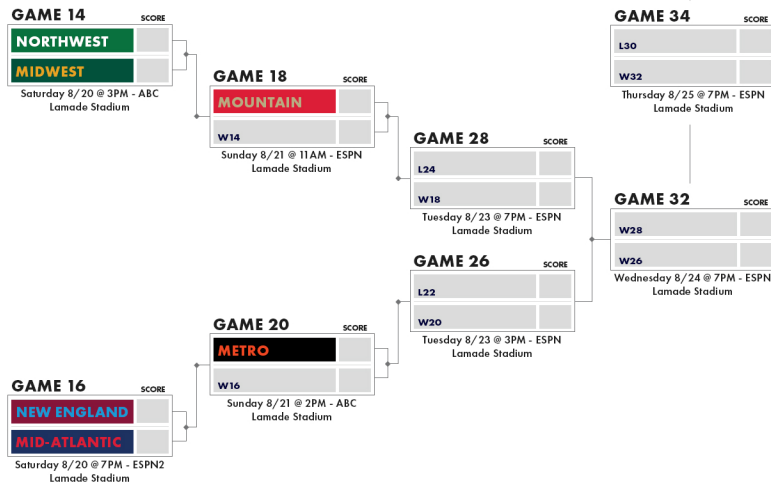 GAME 14
SCORE
NORTHWEST
MIDWEST
Saturday 8/20 @ 3PM - ABC
Lamade Stadium
GAME 18
SCORE
MOUNTAIN
W14
Sunday 8/21 @ 11AM - ESPN
Lamade Stadium
GAME 28
SCORE
L24
W18
Tuesday 8/23 @ 7PM - ESPN
Lamade Stadium
GAME 34
SCORE
L30
W32
Thursday 8/25 @ 7PM - ESPN
Lamade Stadium
GAME 32
SCORE
W28
W26
Wednesday 8/24 @ 7PM - ESPN
Lamade Stadium
GAME 26
SCORE
L22
W20
Tuesday 8/23 @ 3PM - ESPN
Lamade Stadium
GAME 20
SCORE
METRO
W16
Sunday 8/21 @ 2PM - ABC
Lamade Stadium
GAME 16
SCORE
NEW ENGLAND
MID-ATLANTIC
Saturday 8/20 @ 7PM - ESPN2
Lamade Stadium